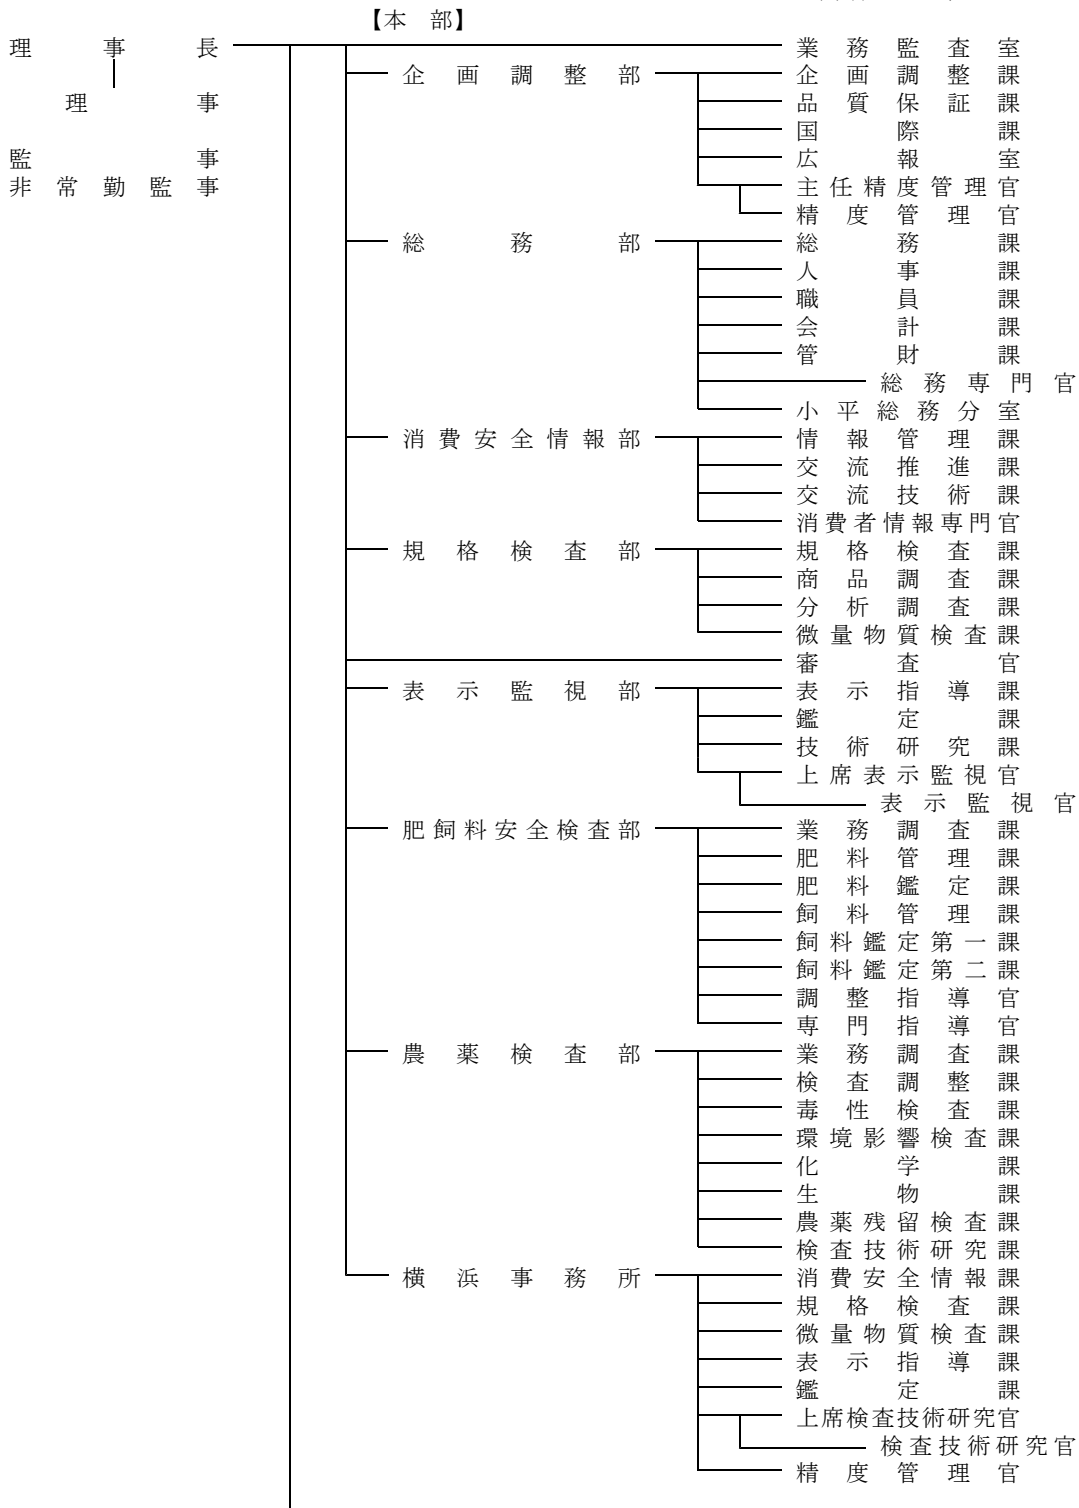 【本 部】
理事長 業務監査室
企画調整部 企画調整課
理事 品質保証課
国際課
監事 広報室
非常勤監事 主任精度管理官
精度管理官
総務部 総務課
人事課
職員課
会計課
管財課
総務専門官
小平総務分室
消費安全情報部 情報管理課
交流推進課
交流技術課
消費者情報専門官
規格検査部 規格検査課
商品調査課
分析調査課
微量物質検査課
審査官
表示監視部 表示指導課
鑑定課
技術研究課
上席表示監視官
表示監視官
肥飼料安全検査部 業務調査課
肥料管理課
肥料鑑定課
飼料管理課
飼料鑑定第一課
飼料鑑定第二課
調整指導官
専門指導官
農薬検査部 業務調査課
検査調整課
毒性検査課
環境影響検査課
化学課
生物課
農薬残留検査課
検査技術研究課
横浜事務所 消費安全情報課
規格検査課
微量物質検査課
表示指導課
鑑定課
上席検査技術研究官
検査技術研究官
精度管理官